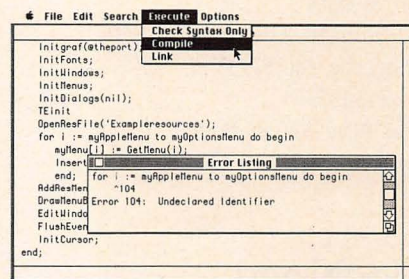 File Edit Search Execute Options
Check Syntax Only
Compile
Link
Initgraf(@theport);
InitFonts;
InitWindows;
InitMenus;
InitDialogs(nil);
TEinit
OpenResFile('Exampleresources');
for i := myAppleMenu to myOptionsMenu do begin
myMenu[i] := GetMenu(i);
Insert
end;
AddResMen
DrawMenuB
EditWindo
FlushEven
InitCursor;
end;
Error Listing
for i := myAppleMenu to myOptionsMenu do begin
^104
Error 104: Undeclared Identifier